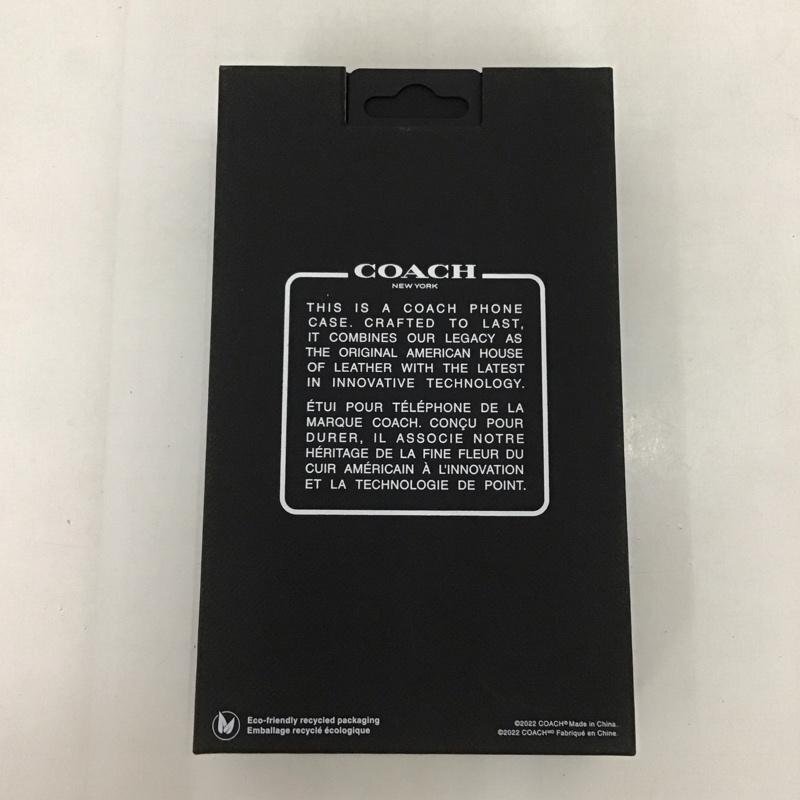 COACH
NEW YORK
THIS IS A COACH PHONE
CASE. CRAFTED TO LAST,
IT COMBINES OUR LEGACY AS
THE ORIGINAL AMERICAN HOUSE
OF LEATHER WITH THE LATEST
IN INNOVATIVE TECHNOLOGY.
ÉTUI POUR TÉLÉPHONE DE LA
MARQUE COACH. CONÇU POUR
DURER, IL ASSOCIE NOTRE
HÉRITAGE DE LA FINE FLEUR DU
CUIR AMÉRICAIN À L'INNOVATION
ET LA TECHNOLOGIE DE POINT.
Eco-friendly recycled packaging
Emballage recyclé écologique
©2022 COACH® Made in China.
©2022 COACHᴹᴰ Fabriqué en Chine.